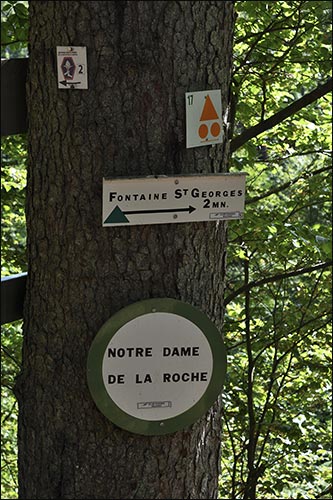 2
17
FONTAINE ST GEORGES
2 MN.
NOTRE DAME
DE LA ROCHE